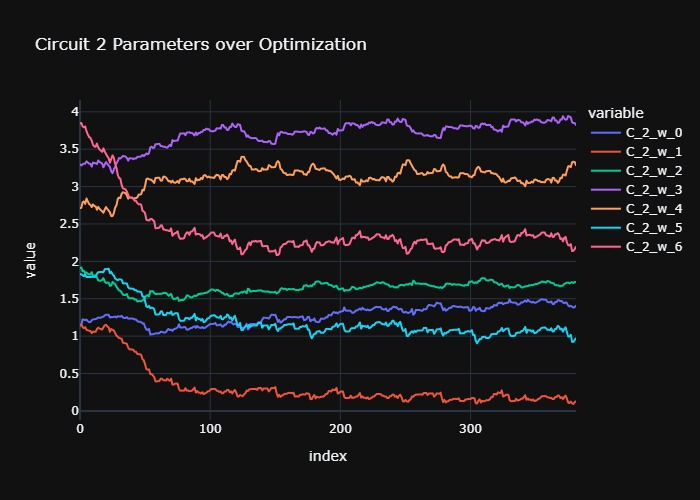 Circuit 2 Parameters over Optimization
variable
C_2_w_0
C_2_w_1
C_2_w_2
C_2_w_3
C_2_w_4
C_2_w_5
C_2_w_6
value
4
3.5
3
2.5
2
1.5
1
0.5
0
0 100 200 300
index